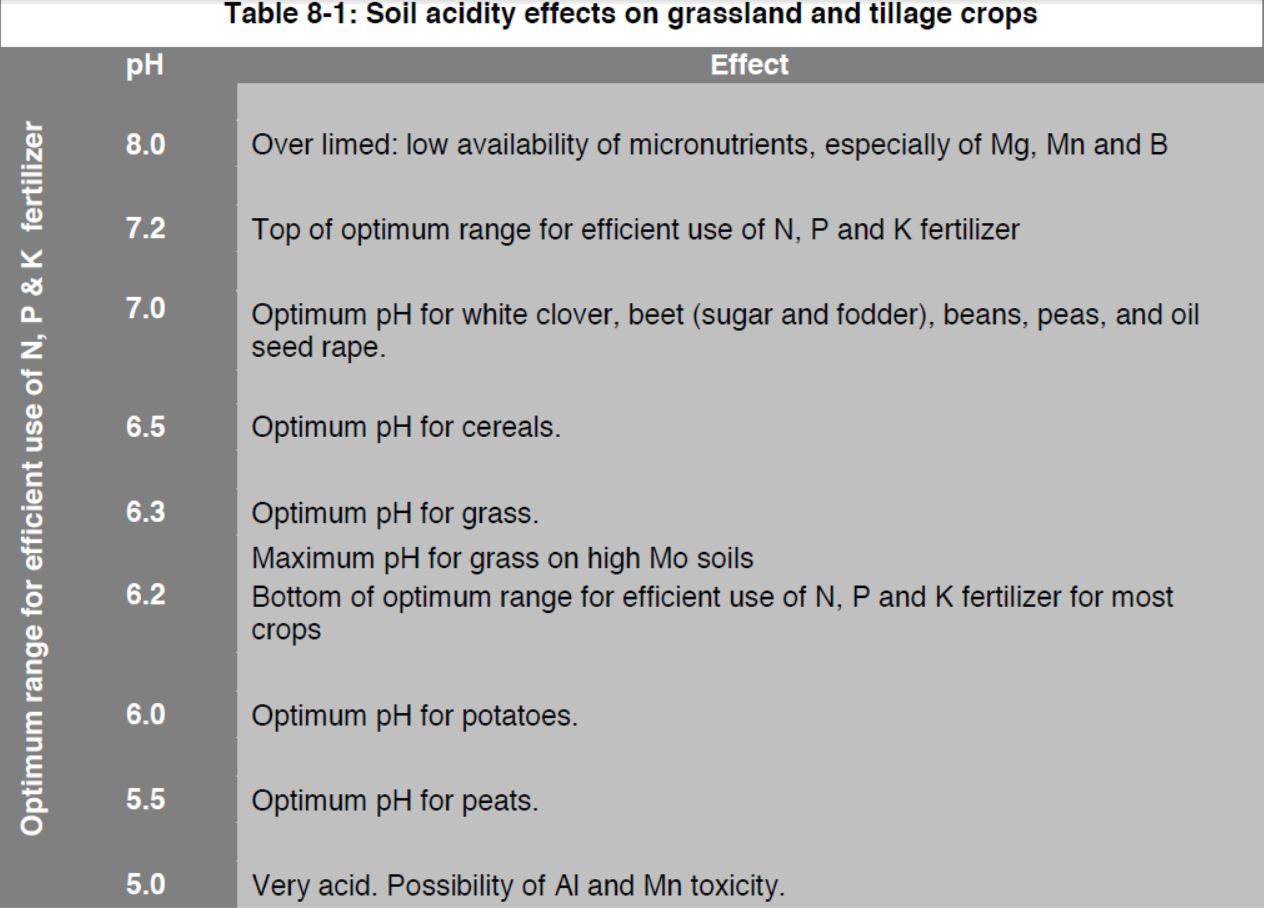 Table 8-1: Soil acidity effects on grassland and tillage crops
pH Effect
Optimum range for efficient use of N, P & K fertilizer
8.0 Over limed: low availability of micronutrients, especially of Mg, Mn and B
7.2 Top of optimum range for efficient use of N, P and K fertilizer
7.0 Optimum pH for white clover, beet (sugar and fodder), beans, peas, and oil
seed rape.
6.5 Optimum pH for cereals.
6.3 Optimum pH for grass.
Maximum pH for grass on high Mo soils
6.2 Bottom of optimum range for efficient use of N, P and K fertilizer for most
crops
6.0 Optimum pH for potatoes.
5.5 Optimum pH for peats.
5.0 Very acid. Possibility of Al and Mn toxicity.